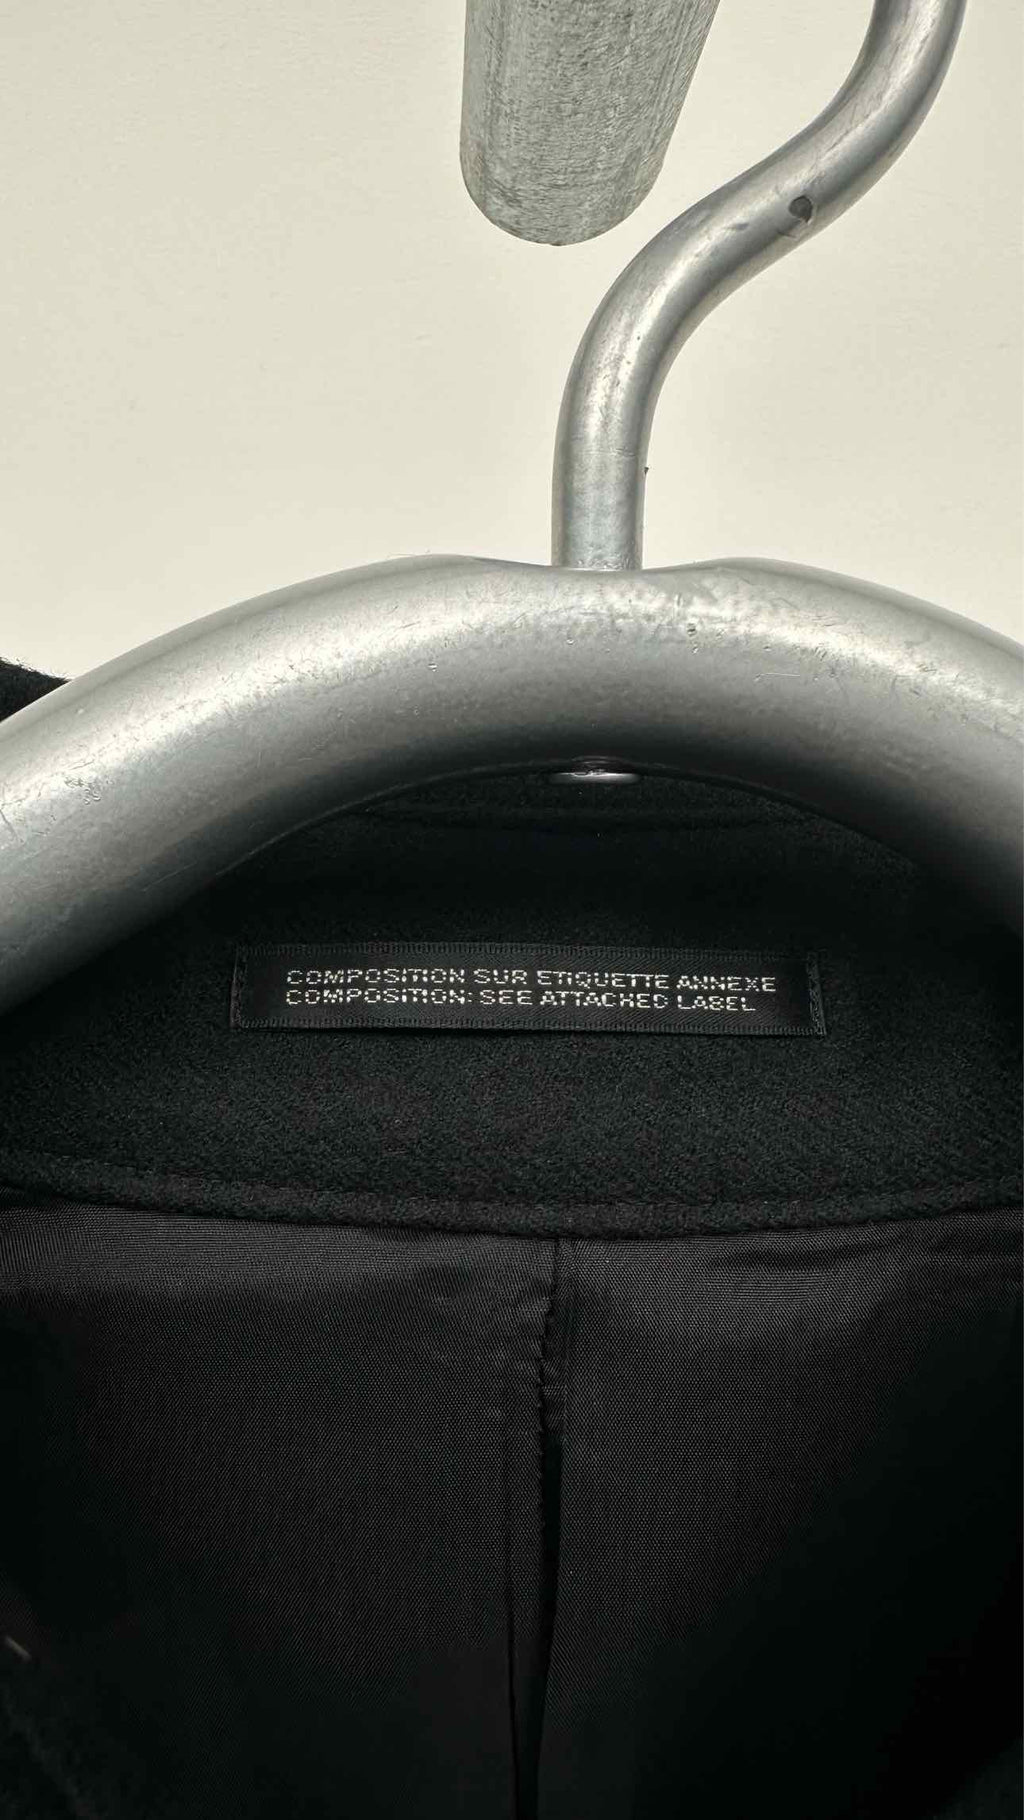 COMPOSITION SUR ETIQUETTE ANNEXE
COMPOSITION: SEE ATTACHED LABEL